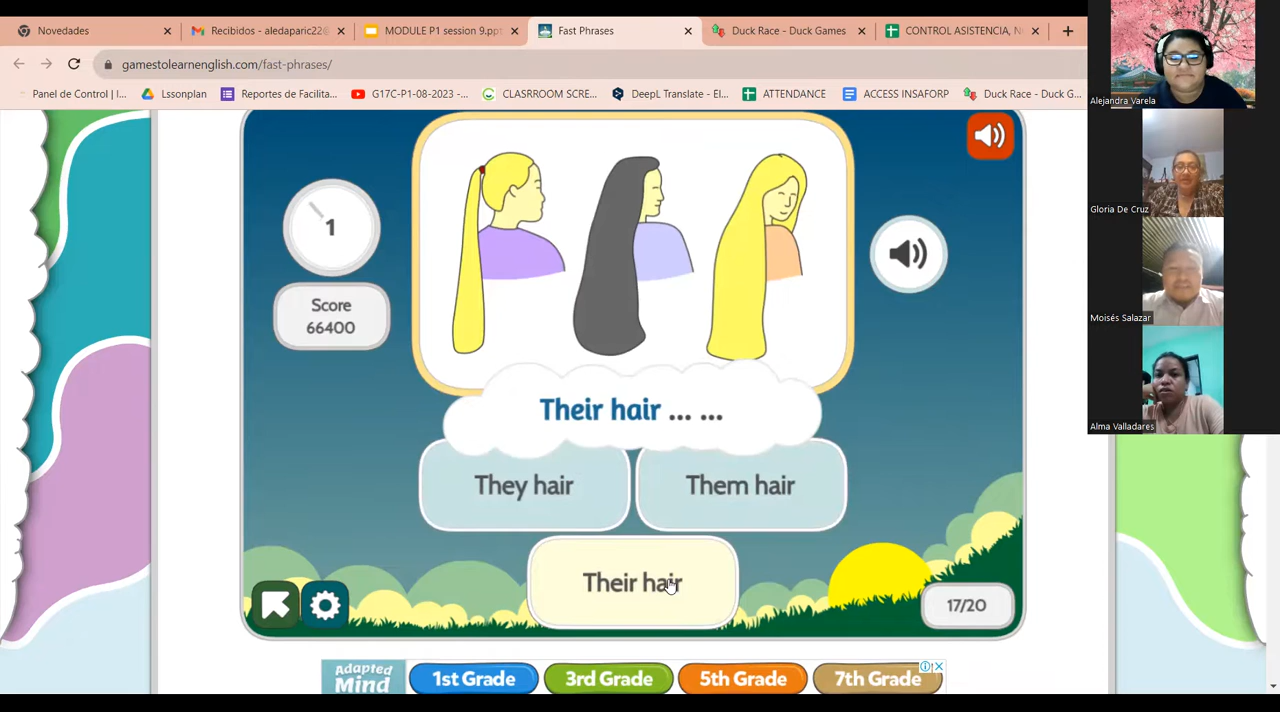 Novedades
Recibidos - aledaparic22@
MODULE P1 session 9.ppt
Fast Phrases
Duck Race - Duck Games
CONTROL ASISTENCIA, N
gamestolearnenglish.com/fast-phrases/
Panel de Control | I...
Lssonplan
Reportes de Facilita...
G17C-P1-08-2023 -...
CLASSROOM SCRE...
DeepL Translate - El...
ATTENDANCE
ACCESS INSAFORP
Duck Race - Duck G...
Alejandra Varela
Gloria De Cruz
Moisés Salazar
Alma Valladares
1
Score
66400
Their hair ... ...
They hair
Them hair
Their hair
17/20
Adapted
Mind
1st Grade
3rd Grade
5th Grade
7th Grade